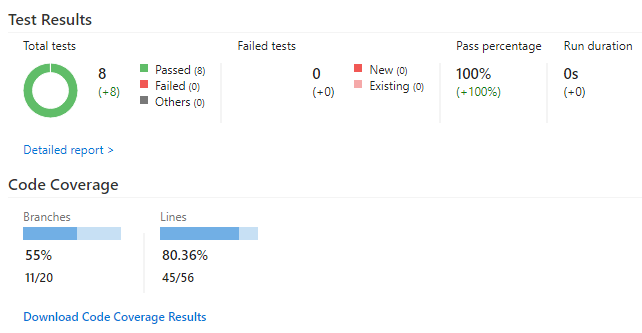 Test Results
Total tests
8
(+8)
Passed (8)
Failed (0)
Others (0)
Failed tests
0
(+0)
New (0)
Existing (0)
Pass percentage
100%
(+100%)
Run duration
0s
(+0)
Detailed report >
Code Coverage
Branches
55%
11/20
Lines
80.36%
45/56
Download Code Coverage Results